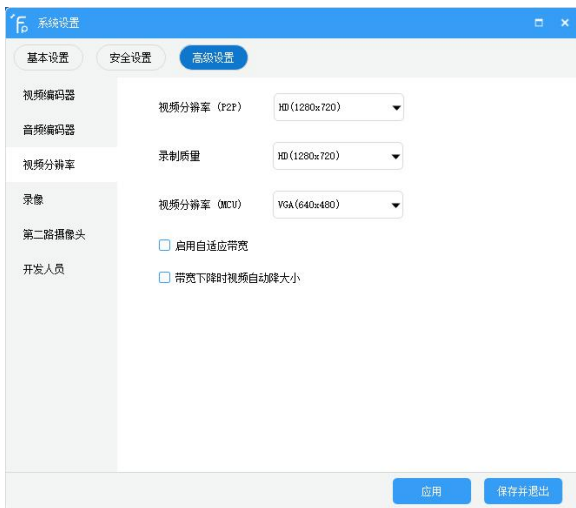 Fp 系统设置
基本设置 安全设置 高级设置
视频编码器
音频编码器
视频分辨率
录像
第二路摄像头
开发人员
视频分辨率 (P2P) HD(1280x720)
录制质量 HD(1280x720)
视频分辨率 (MCU) VGA(640x480)
启用自适应带宽
带宽下降时视频自动降大小
应用 保存并退出